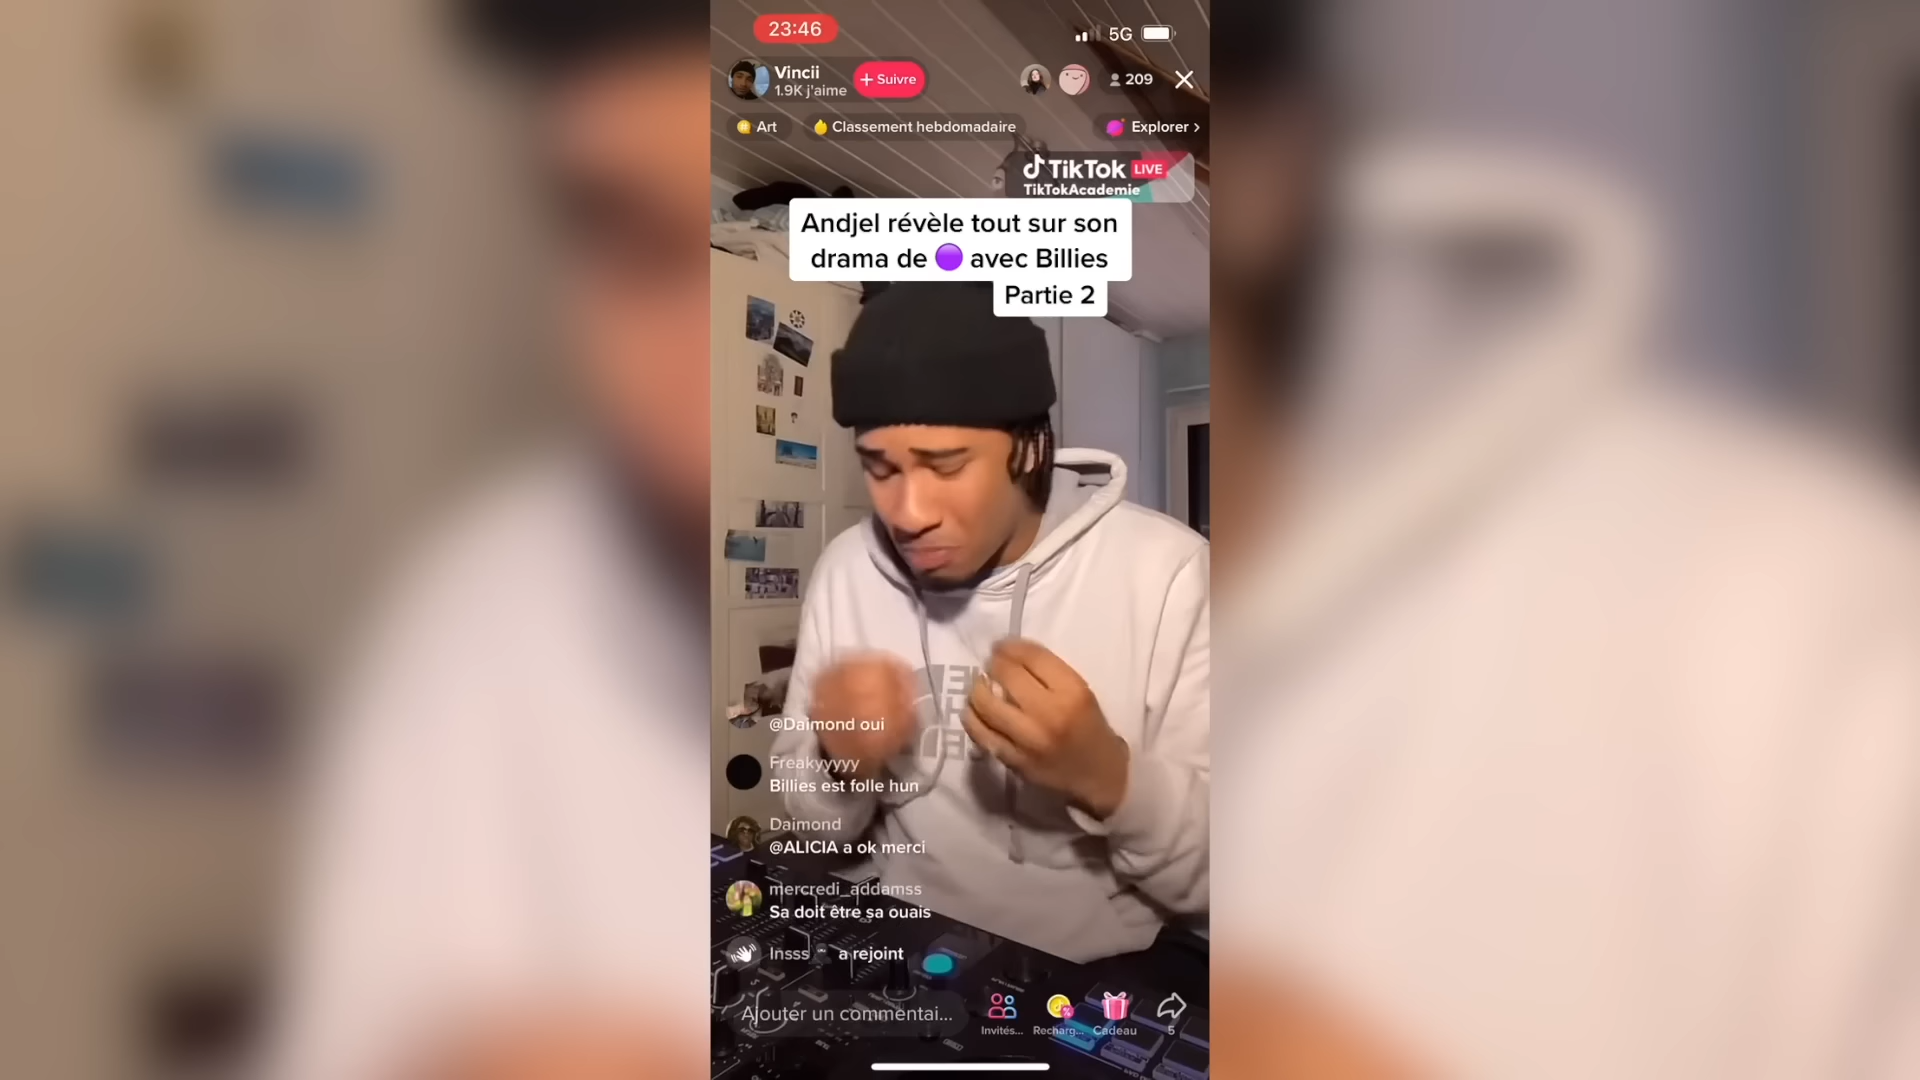 23:46
5G
Vincii
1.9K j'aime
+ Suivre
209
Art
Classement hebdomadaire
Explorer >
TikTok LIVE
TikTokAcademie
Andjel révèle tout sur son
drama de 🟣 avec Billies
Partie 2
@Daimond oui
Freakyyyyy
Billies est folle hun
Daimond
@ALICIA a ok merci
mercredi_addamss
Sa doit être sa ouais
Insss a rejoint
Ajouter un commentai...
Invités...
Recharg...
Cadeau
5